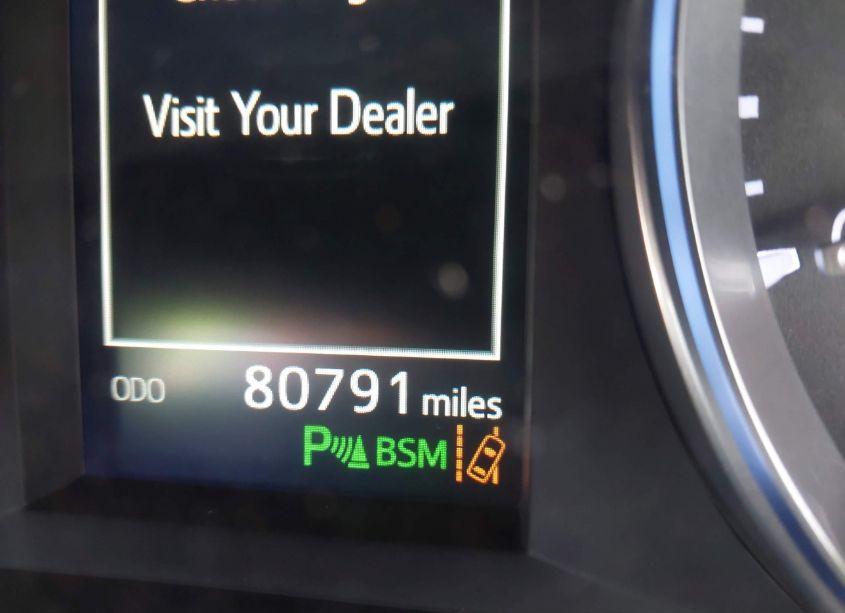 Visit Your Dealer
ODO 80791 miles
P BSM